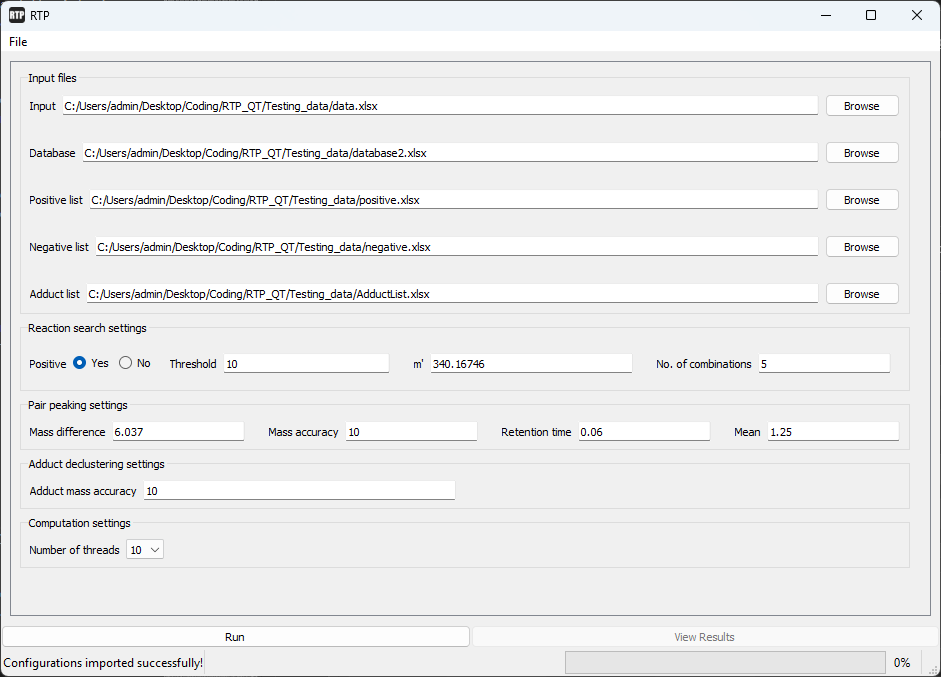 RTP RTP
File
Input files
Input C:/Users/admin/Desktop/Coding/RTP_QT/Testing_data/data.xlsx Browse
Database C:/Users/admin/Desktop/Coding/RTP_QT/Testing_data/database2.xlsx Browse
Positive list C:/Users/admin/Desktop/Coding/RTP_QT/Testing_data/positive.xlsx Browse
Negative list C:/Users/admin/Desktop/Coding/RTP_QT/Testing_data/negative.xlsx Browse
Adduct list C:/Users/admin/Desktop/Coding/RTP_QT/Testing_data/AdductList.xlsx Browse
Reaction search settings
Positive Yes No Threshold 10 m' 340.16746 No. of combinations 5
Pair peaking settings
Mass difference 6.037 Mass accuracy 10 Retention time 0.06 Mean 1.25
Adduct declustering settings
Adduct mass accuracy 10
Computation settings
Number of threads 10
Run View Results
Configurations imported successfully! 0%